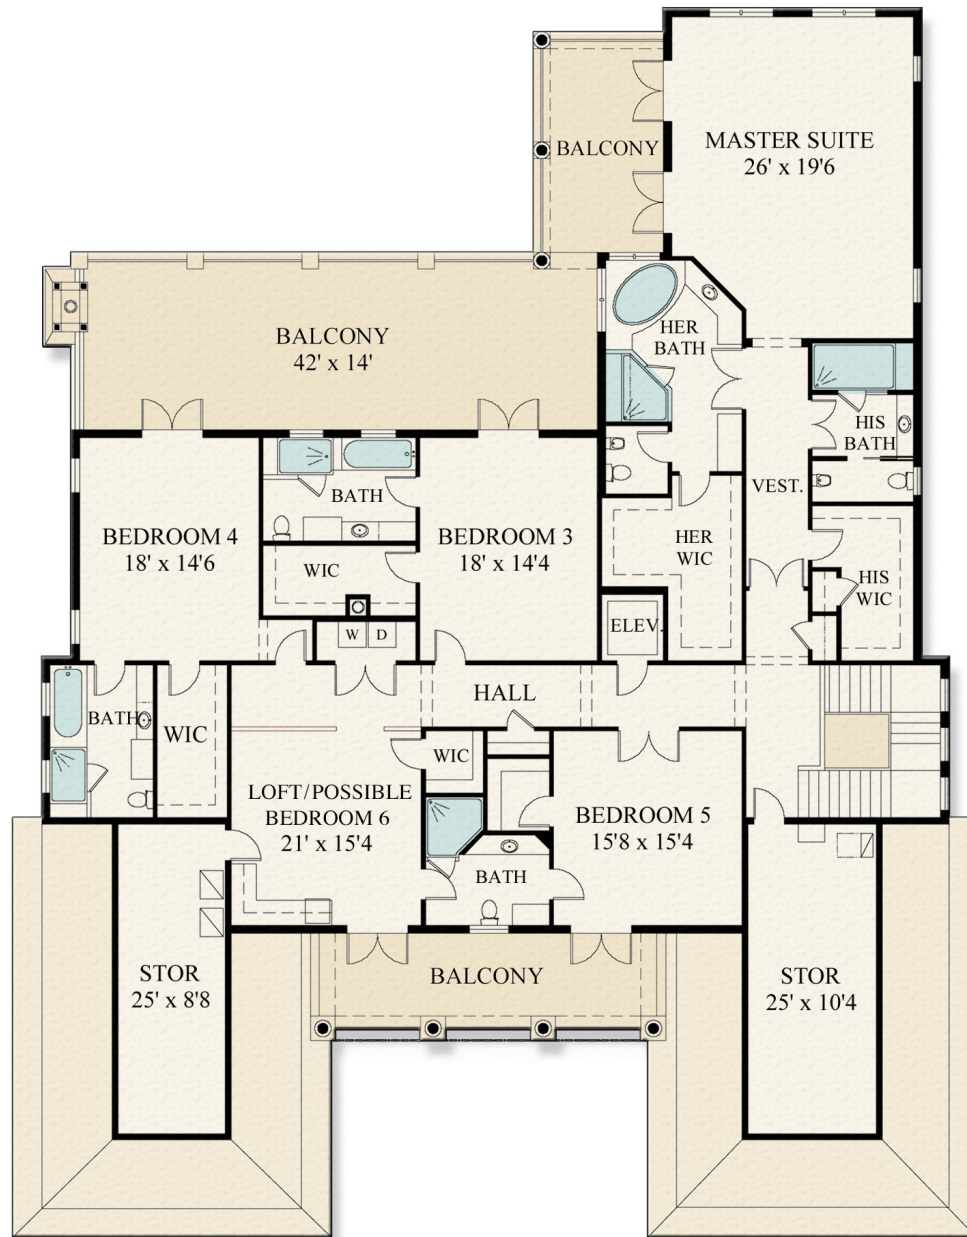 MASTER SUITE
26' x 19'6
BALCONY
BALCONY
42' x 14'
HER
BATH
HIS
BATH
VEST.
BATH
BEDROOM 4
18' x 14'6
BEDROOM 3
18' x 14'4
WIC
HER
WIC
HIS
WIC
ELEV.
W D
HALL
BATH
WIC
WIC
LOFT/POSSIBLE
BEDROOM 6
21' x 15'4
BEDROOM 5
15'8 x 15'4
BATH
STOR
25' x 8'8
BALCONY
STOR
25' x 10'4